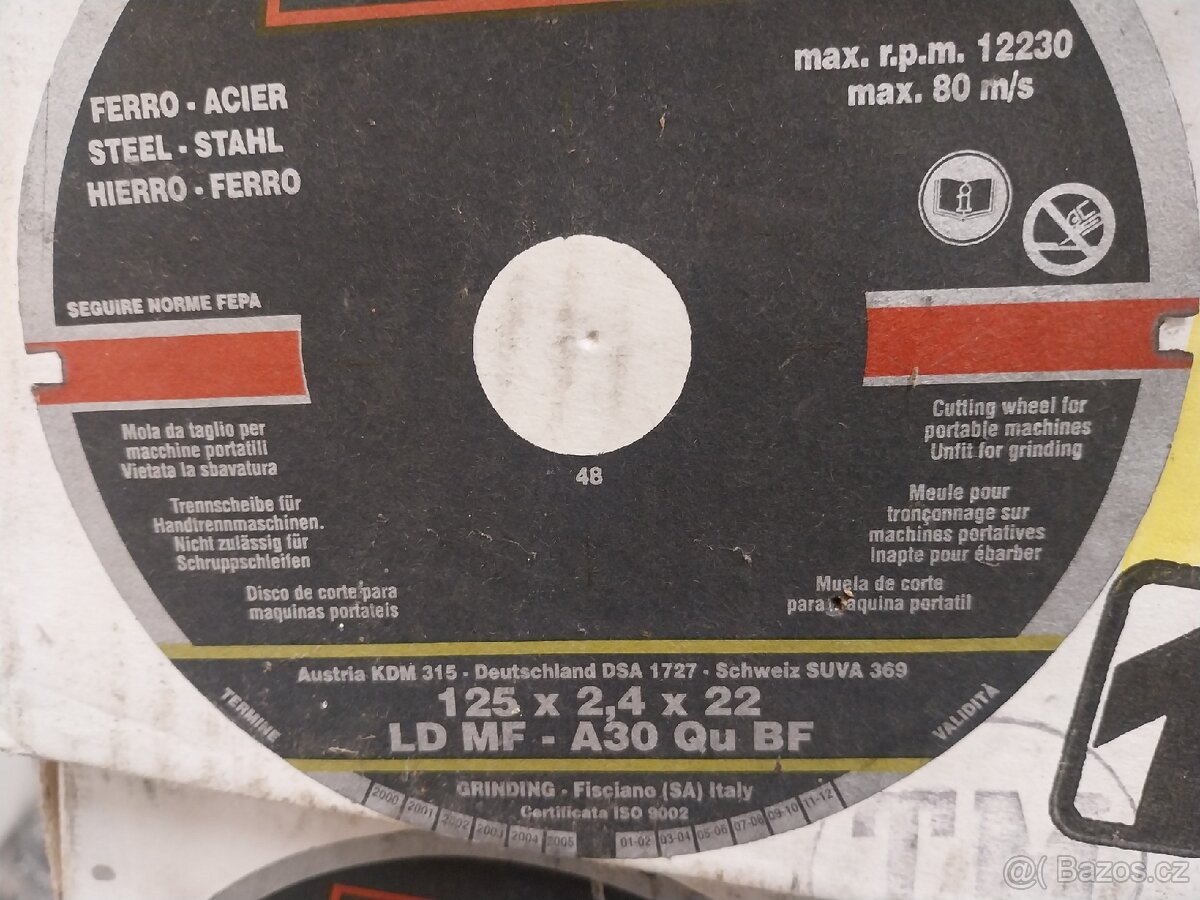 max. r.p.m. 12230
max. 80 m/s
FERRO - ACIER
STEEL - STAHL
HIERRO - FERRO
SEGUIRE NORME FEPA
Mola da taglio per
macchine portatili
Vietata la sbavatura
Trennscheibe für
Handtrennmaschinen.
Nicht zulässig für
Schruppschleifen
Disco de corte para
maquinas portateis
48
Cutting wheel for
portable machines
Unfit for grinding
Meule pour
tronçonnage sur
machines portatives
Inapte pour ébarber
Muela de corte
para maquina portatil
Austria KDM 315 - Deutschland DSA 1727 - Schweiz SUVA 369
125 x 2,4 x 22
LD MF - A30 Qu BF
TERMINE
VALIDITÀ
GRINDING - Fisciano (SA) Italy
Certificata ISO 9002
2000 2001 2002 2003 2004 2005 01-02 03-04 05-06 07-08 09-10 11-12
@( Bazos.cz